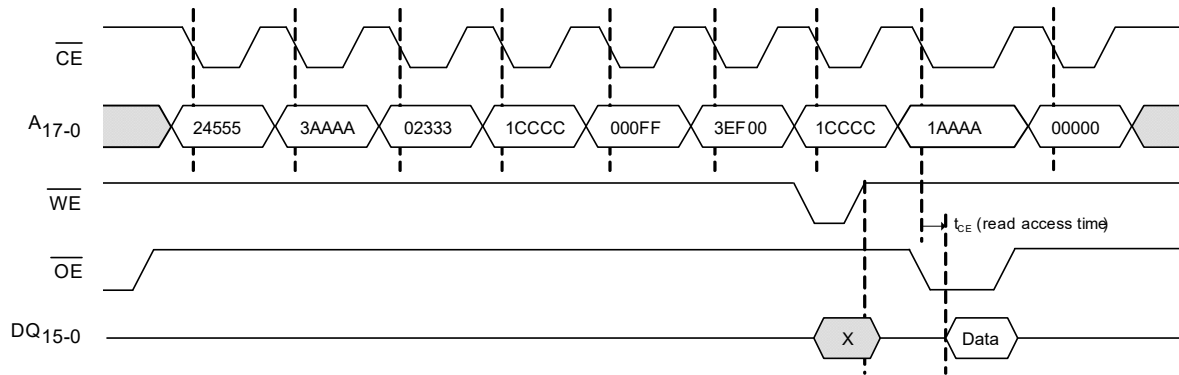 CE
A17-0 24555 3AAAA 02333 1CCCC 000FF 3EF00 1CCCC 1AAAA 00000
WE
tCE (read access time)
OE
DQ15-0 X Data